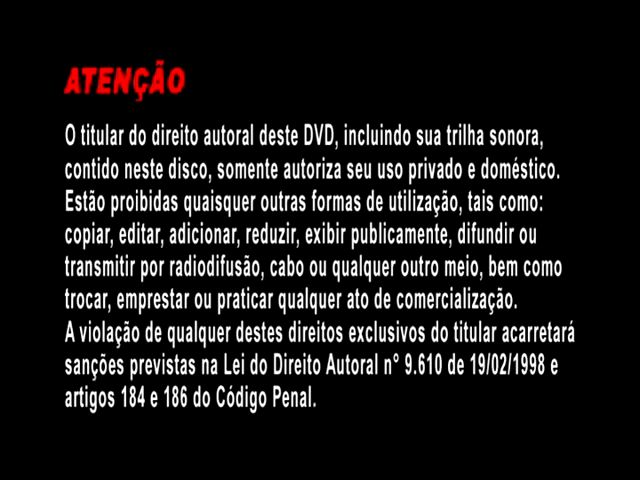 ATENÇÃO
O titular do direito autoral deste DVD, incluindo sua trilha sonora,
contido neste disco, somente autoriza seu uso privado e doméstico.
Estão proibidas quaisquer outras formas de utilização, tais como:
copiar, editar, adicionar, reduzir, exibir publicamente, difundir ou
transmitir por radiodifusão, cabo ou qualquer outro meio, bem como
trocar, emprestar ou praticar qualquer ato de comercialização.
A violação de qualquer destes direitos exclusivos do titular acarretará
sanções previstas na Lei do Direito Autoral n° 9.610 de 19/02/1998 e
artigos 184 e 186 do Código Penal.